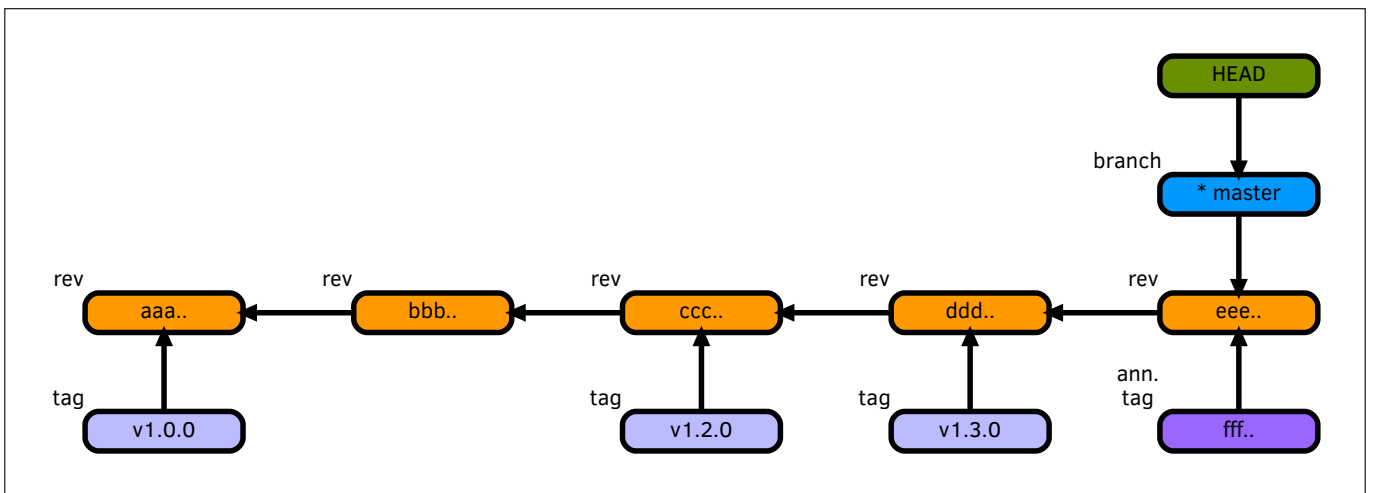 HEAD
branch
* master
rev
rev
rev
rev
rev
aaa..
bbb..
ccc..
ddd..
eee..
ann.
tag
tag
tag
tag
v1.0.0
v1.2.0
v1.3.0
fff..